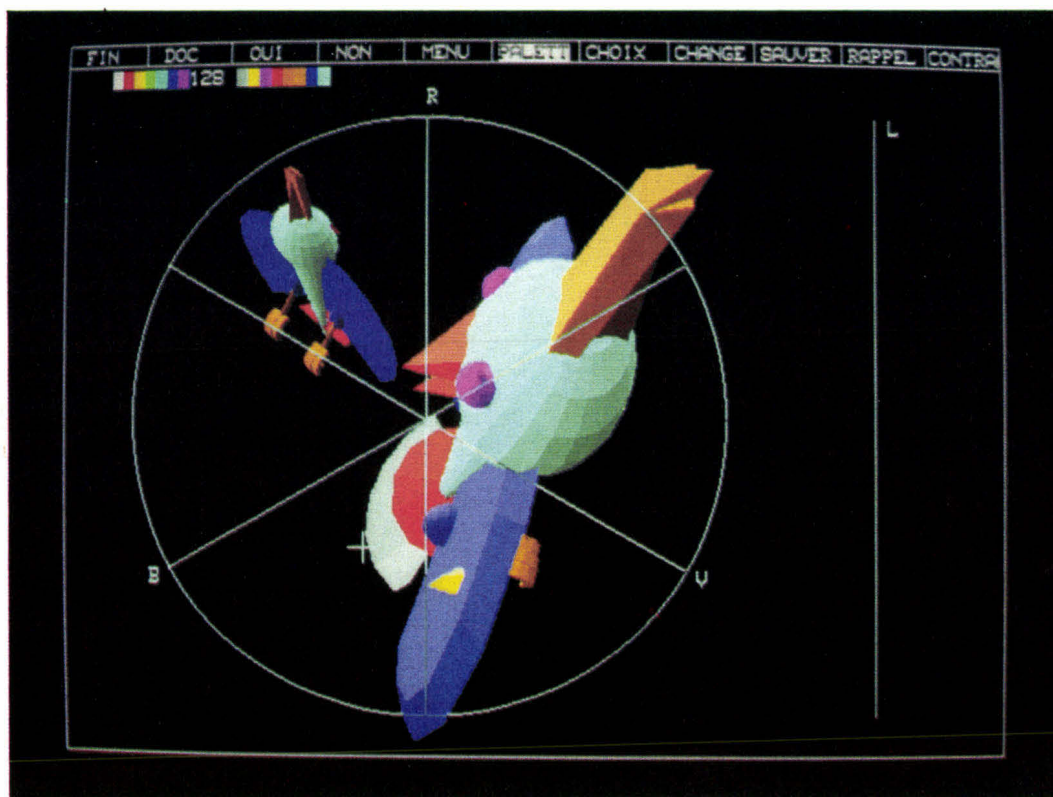 FIN DOC OUI NON MENU PALETT CHOIX CHANGE SAUVER RAPPEL CONTRA
128
R
L
B
V